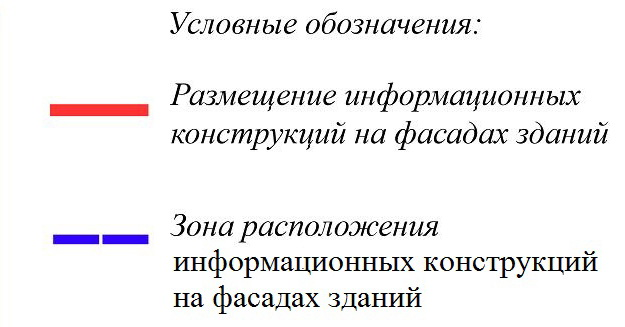 Условные обозначения:
Размещение информационных
конструкций на фасадах зданий
Зона расположения
информационных конструкций
на фасадах зданий